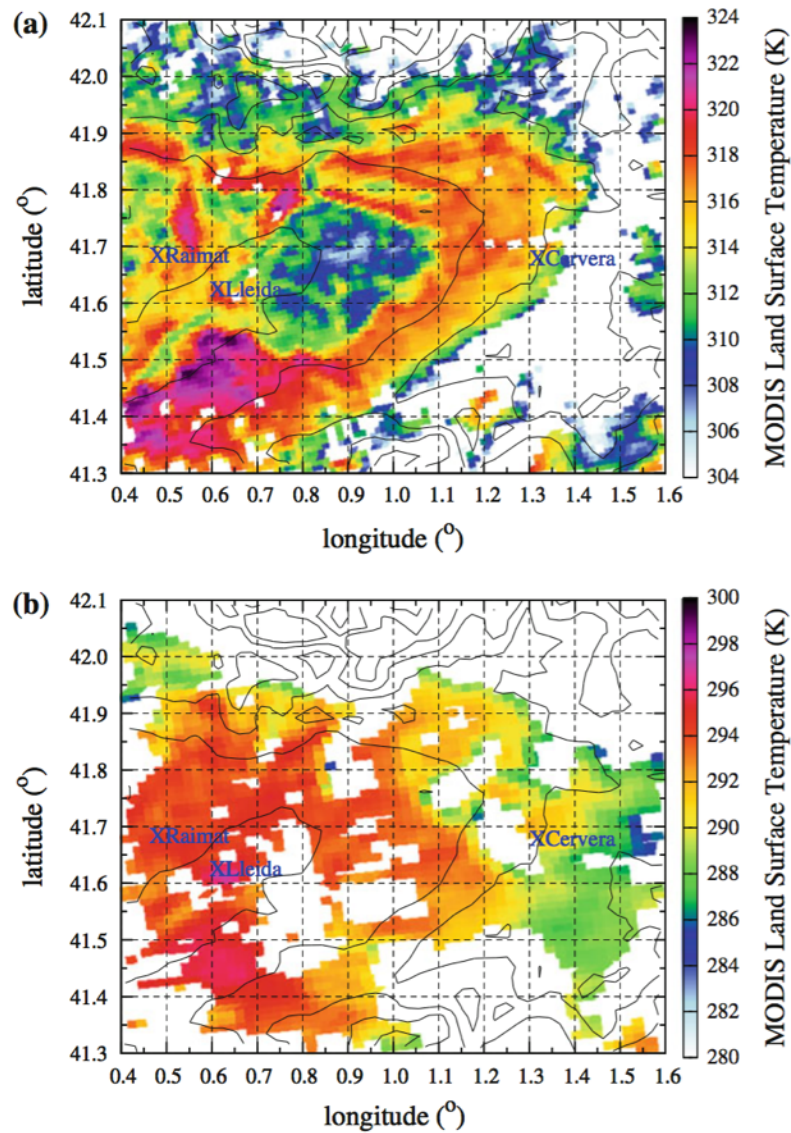 (a)
42.1
42.0
41.9
41.8
41.7
41.6
41.5
41.4
41.3
latitude (°)
XRaimat
XLleida
XCervera
0.4 0.5 0.6 0.7 0.8 0.9 1.0 1.1 1.2 1.3 1.4 1.5 1.6
longitude (°)
324
322
320
318
316
314
312
310
308
306
304
MODIS Land Surface Temperature (K)
(b)
42.1
42.0
41.9
41.8
41.7
41.6
41.5
41.4
41.3
latitude (°)
XRaimat
XLleida
XCervera
0.4 0.5 0.6 0.7 0.8 0.9 1.0 1.1 1.2 1.3 1.4 1.5 1.6
longitude (°)
300
298
296
294
292
290
288
286
284
282
280
MODIS Land Surface Temperature (K)